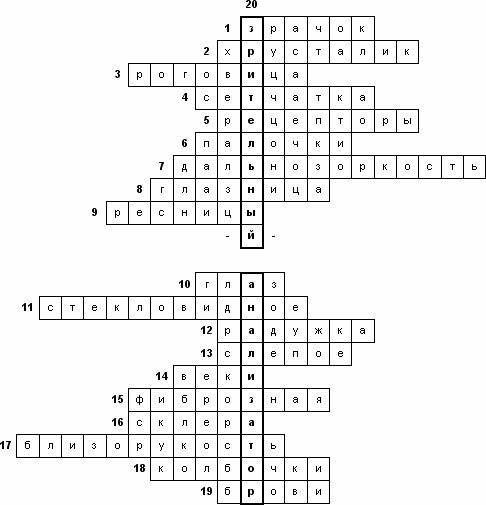 20
1 зрачок
2 хрусталик
3 роговица
4 сетчатка
5 рецепторы
6 палочки
7 дальнозоркость
8 глазница
9 ресницы
- й -
10 глаз
11 стекловидное
12 радужка
13 слепое
14 веки
15 фиброзная
16 склера
17 близорукость
18 колбочки
19 брови